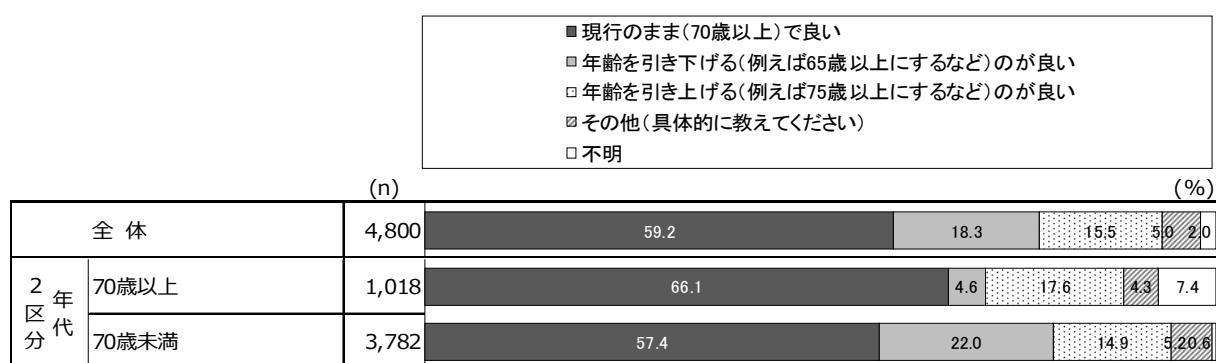 ■現行のまま(70歳以上)で良い
□年齢を引き下げる(例えば65歳以上にするなど)のが良い
□年齢を引き上げる(例えば75歳以上にするなど)のが良い
□その他(具体的に教えてください)
□不明
(n) (%)
全 体 4,800 59.2 18.3 15.5 5.0 2.0
年代2区分
70歳以上 1,018 66.1 4.6 17.6 4.3 7.4
70歳未満 3,782 57.4 22.0 14.9 5.2 0.6